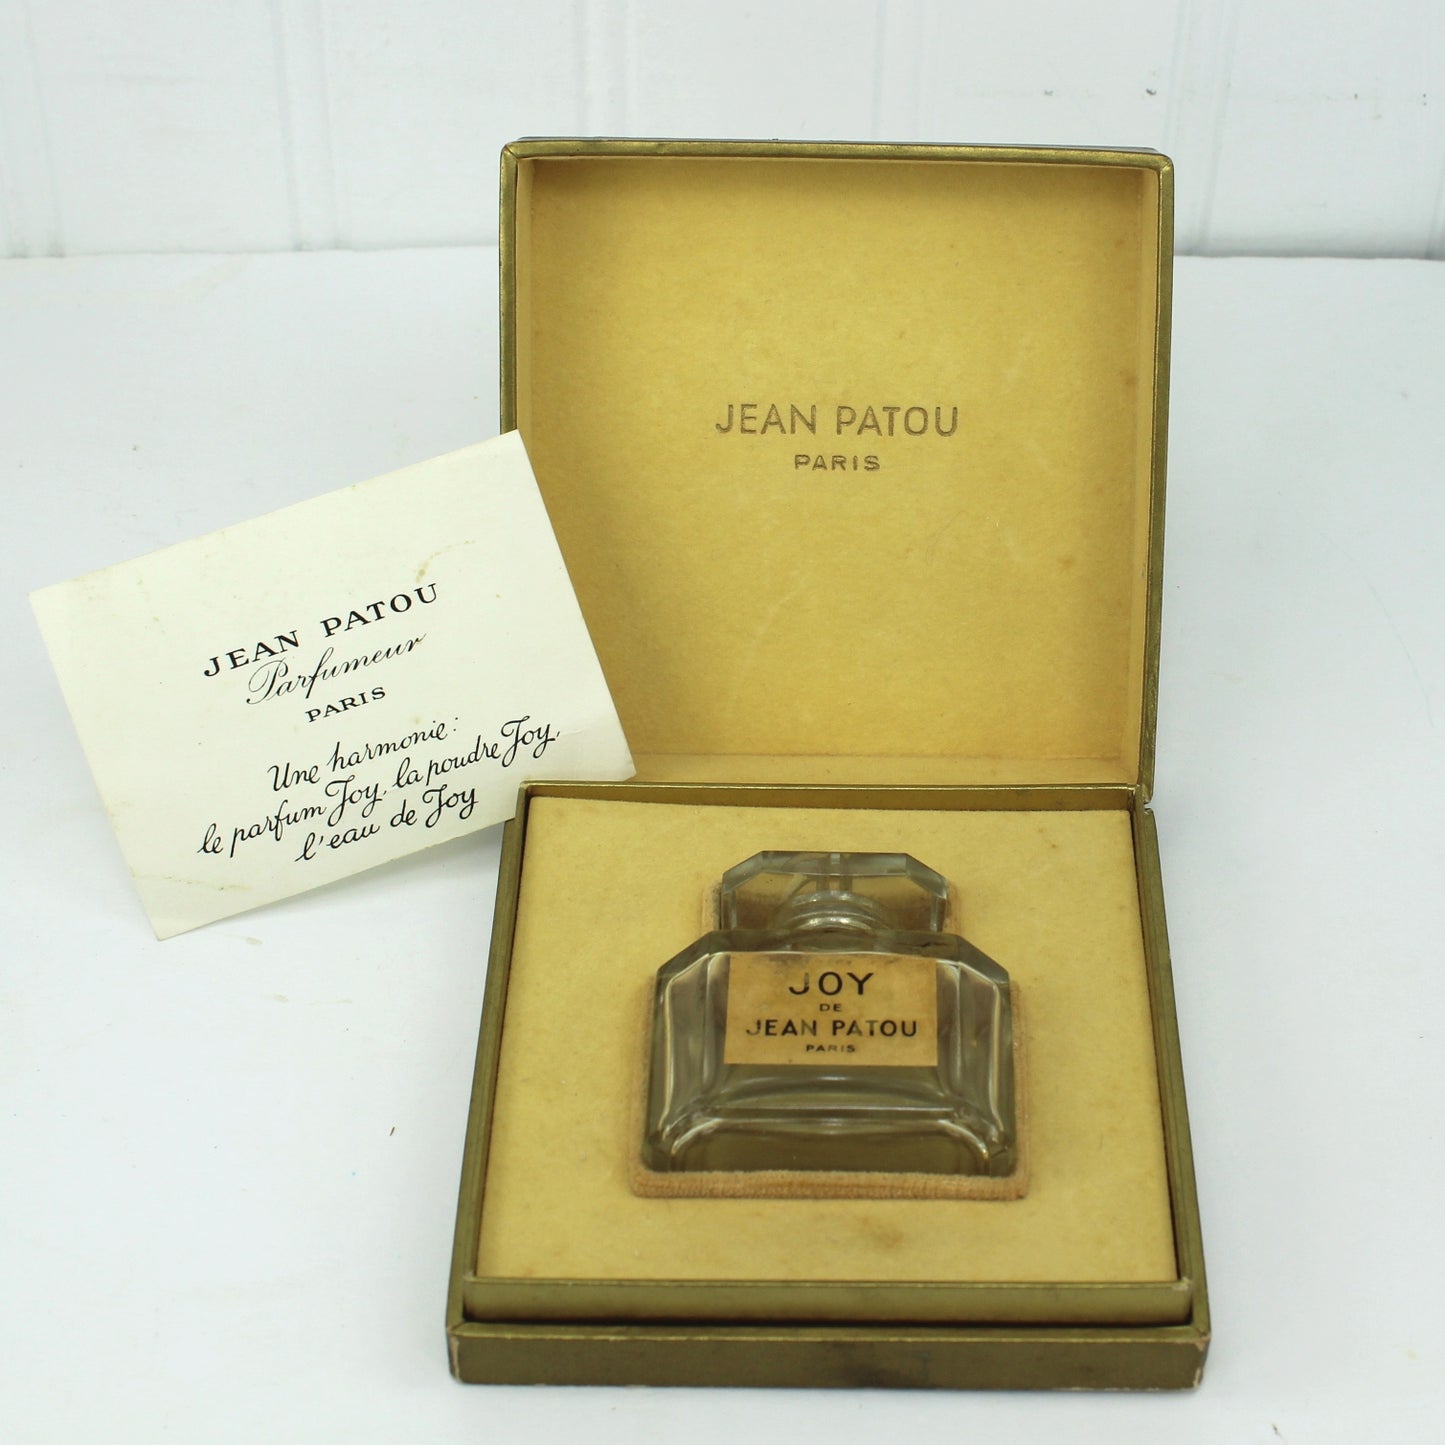 JEAN PATOU
PARIS
JEAN PATOU
Parfumeur
PARIS
Une harmonie:
le parfum Joy, la poudre Joy,
l'eau de Joy
JOY
DE
JEAN PATOU
PARIS